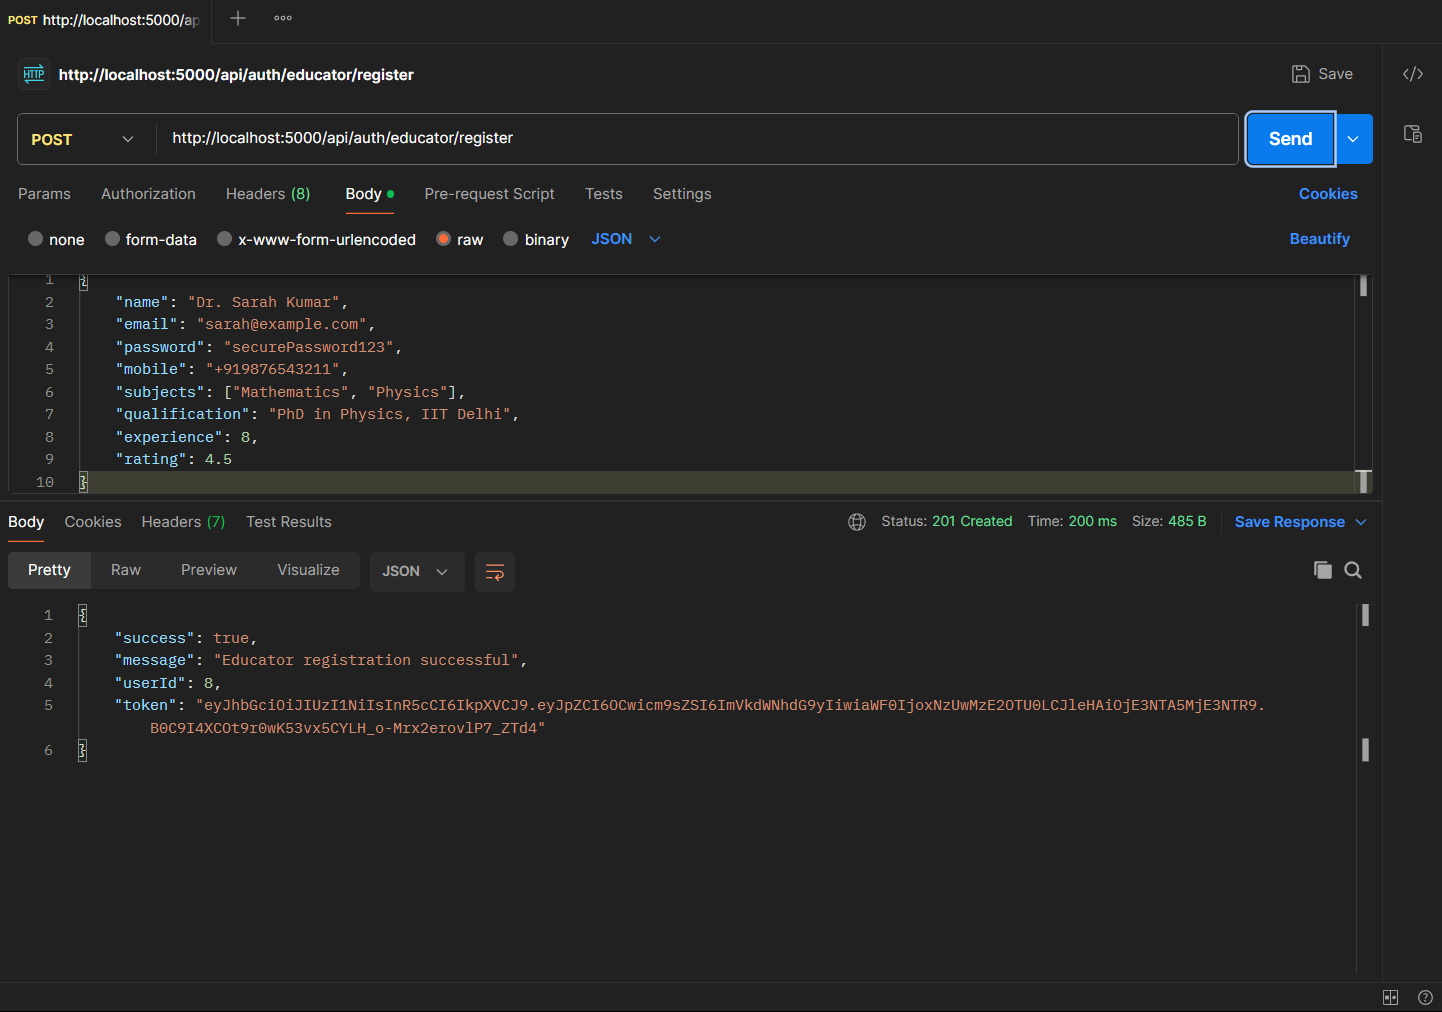 POST http://localhost:5000/ap
HTTP http://localhost:5000/api/auth/educator/register
Save
POST http://localhost:5000/api/auth/educator/register
Send
Params Authorization Headers (8) Body Pre-request Script Tests Settings Cookies
none form-data x-www-form-urlencoded raw binary JSON Beautify
1 {
2 "name": "Dr. Sarah Kumar",
3 "email": "sarah@example.com",
4 "password": "securePassword123",
5 "mobile": "+919876543211",
6 "subjects": ["Mathematics", "Physics"],
7 "qualification": "PhD in Physics, IIT Delhi",
8 "experience": 8,
9 "rating": 4.5
10 }
Body Cookies Headers (7) Test Results Status: 201 Created Time: 200 ms Size: 485 B Save Response
Pretty Raw Preview Visualize JSON
1 {
2 "success": true,
3 "message": "Educator registration successful",
4 "userId": 8,
5 "token": "eyJhbGciOiJIUzI1NiIsInR5cCI6IkpXVCJ9.eyJpZCI6OCwicm9sZSI6ImVkdWNhdG9yIiwiaWF0IjoxNzUwMzE2OTU0LCJleHAiOjE3NTA5MjE3NTR9.
B0C9I4XCOt9r0wK53vx5CYLH_o-Mrx2erovlP7_ZTd4"
6 }